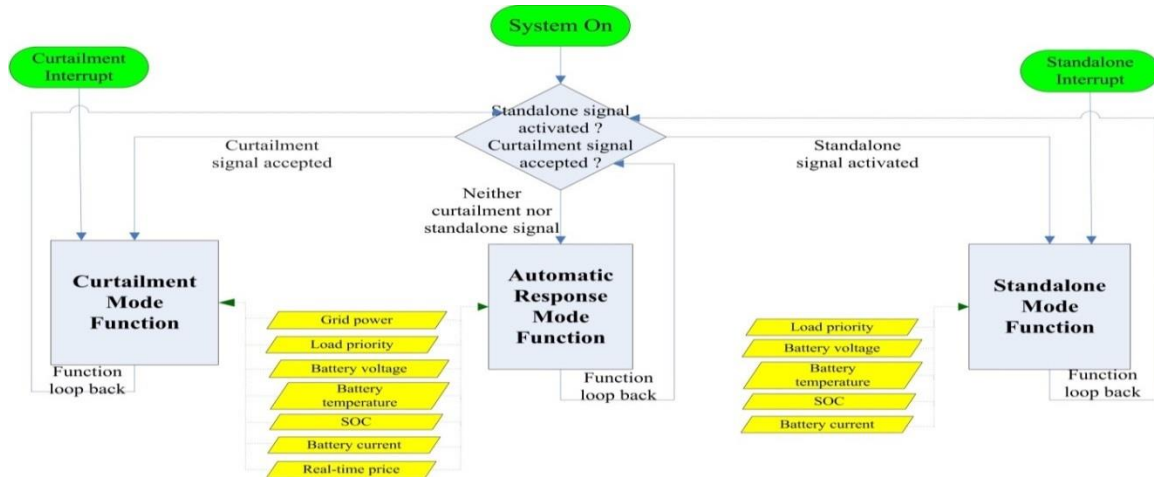 System On
Curtailment
Interrupt
Standalone
Interrupt
Standalone signal
activated ?
Curtailment signal
accepted ?
Curtailment
signal accepted
Standalone
signal activated
Neither
curtailment nor
standalone signal
Curtailment
Mode
Function
Automatic
Response
Mode
Function
Standalone
Mode
Function
Grid power
Load priority
Battery voltage
Battery
temperature
SOC
Battery current
Real-time price
Load priority
Battery voltage
Battery
temperature
SOC
Battery current
Function
loop back
Function
loop back
Function
loop back